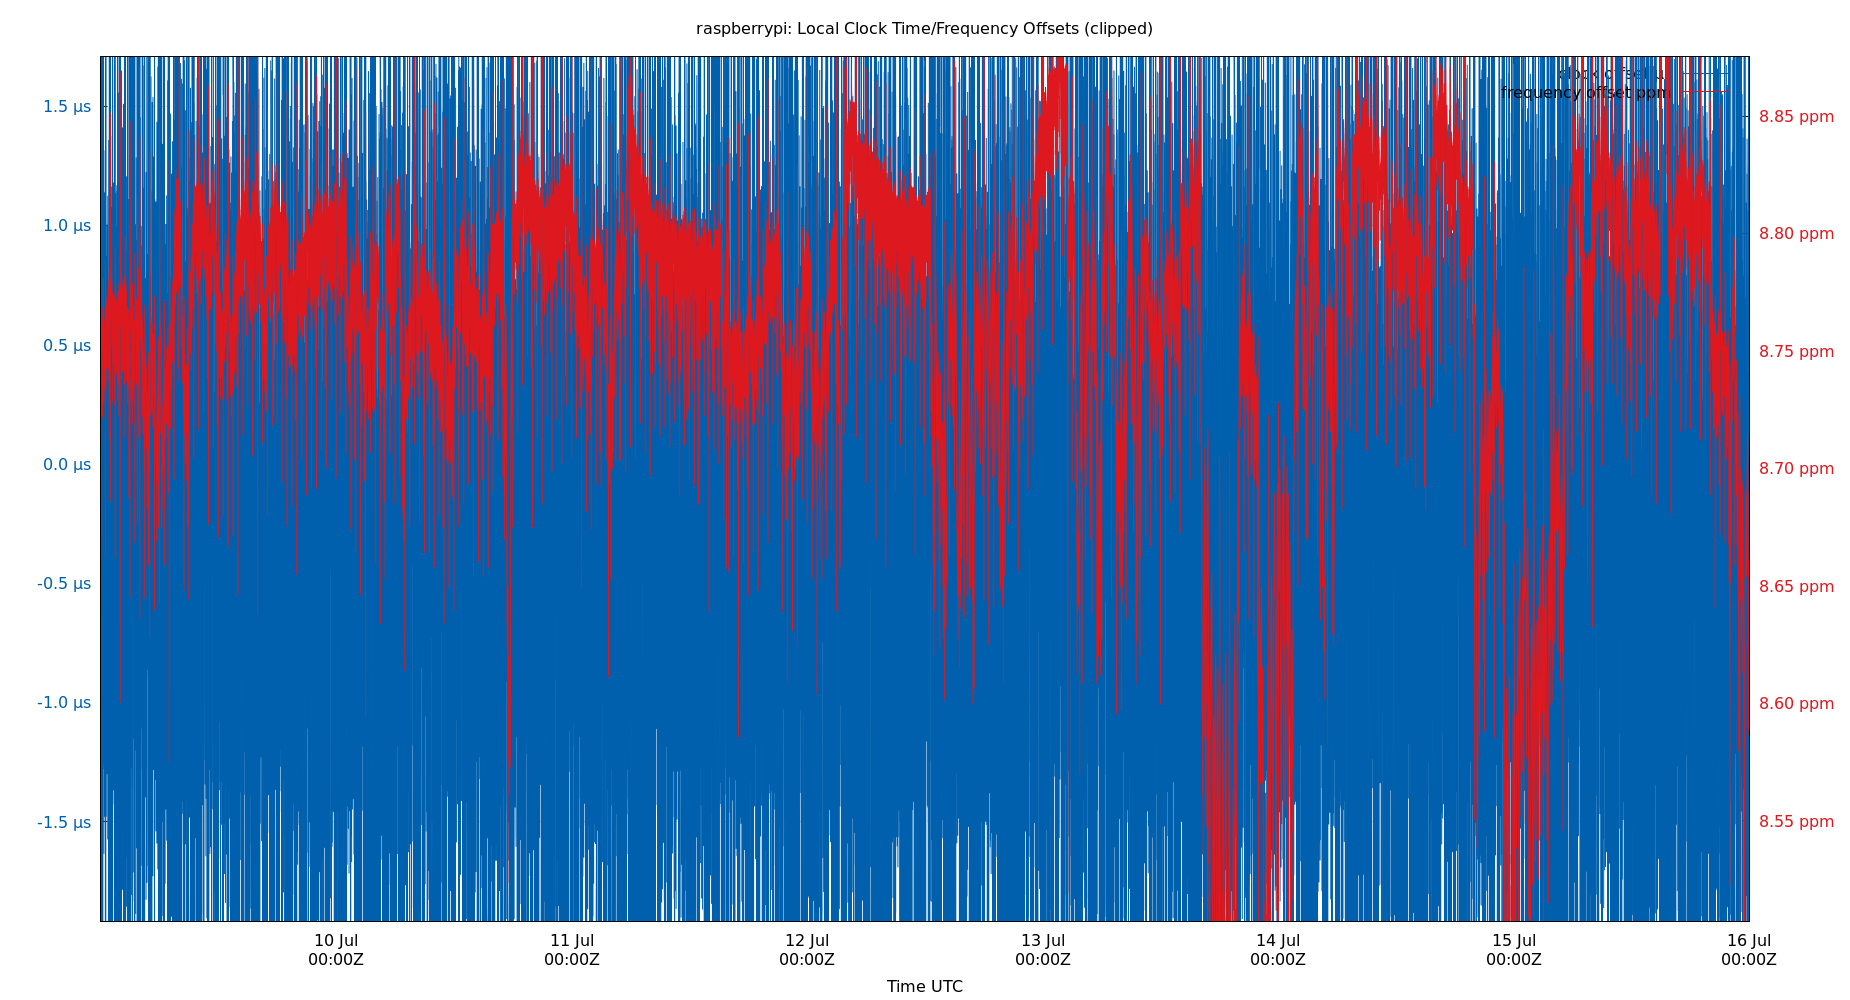 raspberrypi: Local Clock Time/Frequency Offsets (clipped)
clock offset
frequency offset ppm
1.5 µs
1.0 µs
0.5 µs
0.0 µs
-0.5 µs
-1.0 µs
-1.5 µs
8.85 ppm
8.80 ppm
8.75 ppm
8.70 ppm
8.65 ppm
8.60 ppm
8.55 ppm
10 Jul 11 Jul 12 Jul 13 Jul 14 Jul 15 Jul 16 Jul
00:00Z 00:00Z 00:00Z 00:00Z 00:00Z 00:00Z 00:00Z
Time UTC